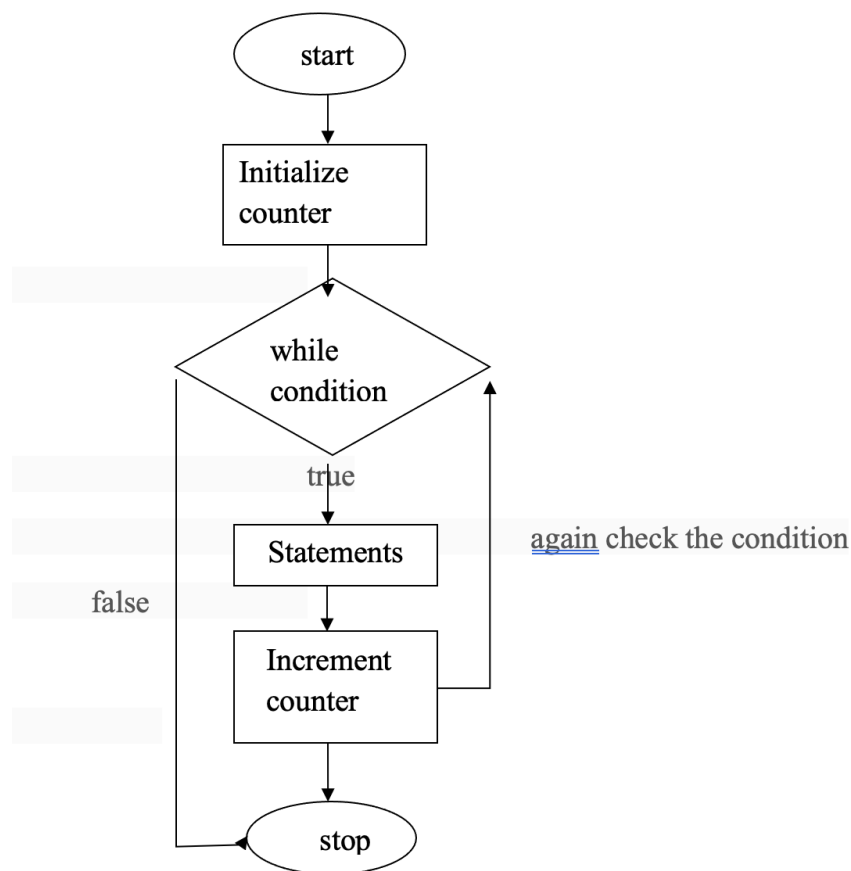 start
Initialize
counter
while
condition
true
Statements
again check the condition
false
Increment
counter
stop